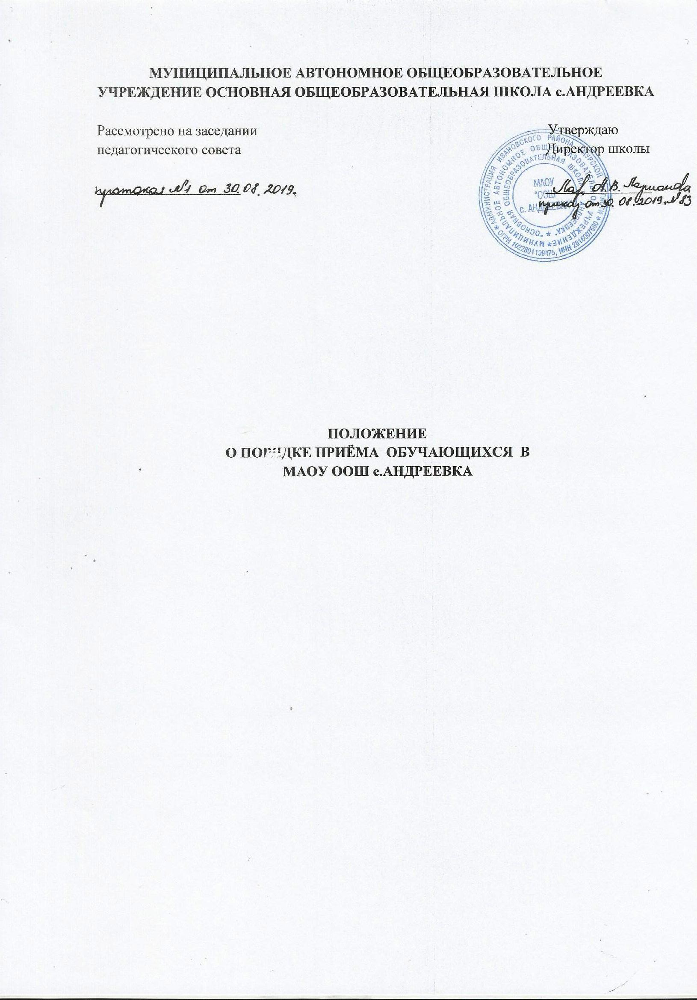 МУНИЦИПАЛЬНОЕ АВТОНОМНОЕ ОБЩЕОБРАЗОВАТЕЛЬНОЕ
УЧРЕЖДЕНИЕ ОСНОВНАЯ ОБЩЕОБРАЗОВАТЕЛЬНАЯ ШКОЛА с.АНДРЕЕВКА
Рассмотрено на заседании
педагогического совета
протокол №1 от 30.08.2019г.
Утверждаю
Директор школы
Лар. А.В. Ларионова
приказ от 30.08.2019г. №83
АДМИНИСТРАЦИЯ ИВАНОВСКОГО РАЙОНА АМУРСКОЙ ОБЛАСТИ * ОГРН 1022801199475, ИНН 2816007580 *
МУНИЦИПАЛЬНОЕ АВТОНОМНОЕ ОБЩЕОБРАЗОВАТЕЛЬНОЕ УЧРЕЖДЕНИЕ *
"ОСНОВНАЯ ОБЩЕОБРАЗОВАТЕЛЬНАЯ ШКОЛА с. АНДРЕЕВКА" *
МАОУ
"ООШ
с. АНДРЕЕВКА"
ПОЛОЖЕНИЕ
О ПОРЯДКЕ ПРИЁМА ОБУЧАЮЩИХСЯ В
МАОУ ООШ с.АНДРЕЕВКА